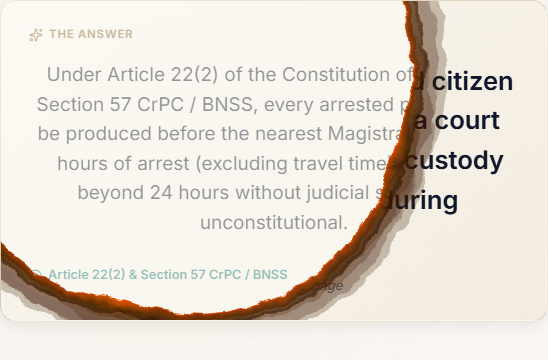 THE ANSWER
Under Article 22(2) of the Constitution of
Section 57 CrPC / BNSS, every arrested
be produced before the nearest
hours of arrest (excluding travel time
beyond 24 hours without judicial
unconstitutional.
Article 22(2) & Section 57 CrPC / BNSS
citizen
a court
custody
during